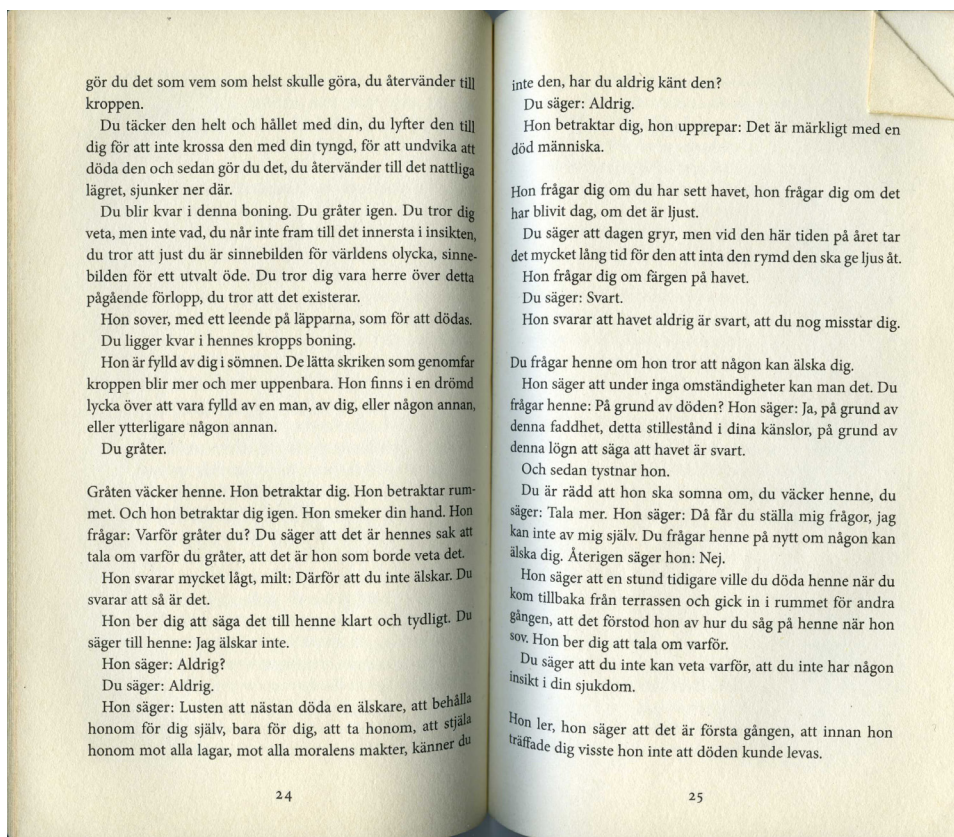 gör du det som vem som helst skulle göra, du återvänder till
kroppen.
Du täcker den helt och hållet med din, du lyfter den till
dig för att inte krossa den med din tyngd, för att undvika att
döda den och sedan gör du det, du återvänder till det nattliga
lägret, sjunker ner där.
Du blir kvar i denna boning. Du gråter igen. Du tror dig
veta, men inte vad, du når inte fram till det innersta i insikten,
du tror att just du är sinnebilden för världens olycka, sinne-
bilden för ett utvalt öde. Du tror dig vara herre över detta
pågående förlopp, du tror att det existerar.
Hon sover, med ett leende på läpparna, som för att dödas.
Du ligger kvar i hennes kropps boning.
Hon är fylld av dig i sömnen. De lätta skriken som genomfar
kroppen blir mer och mer uppenbara. Hon finns i en drömd
lycka över att vara fylld av en man, av dig, eller någon annan,
eller ytterligare någon annan.
Du gråter.
Gråten väcker henne. Hon betraktar dig. Hon betraktar rum-
met. Och hon betraktar dig igen. Hon smeker din hand. Hon
frågar: Varför gråter du? Du säger att det är hennes sak att
tala om varför du gråter, att det är hon som borde veta det.
Hon svarar mycket lågt, milt: Därför att du inte älskar. Du
svarar att så är det.
Hon ber dig att säga det till henne klart och tydligt. Du
säger till henne: Jag älskar inte.
Hon säger: Aldrig?
Du säger: Aldrig.
Hon säger: Lusten att nästan döda en älskare, att behålla
honom för dig själv, bara för dig, att ta honom, att stjäla
honom mot alla lagar, mot alla moralens makter, känner du
24
inte den, har du aldrig känt den?
Du säger: Aldrig.
Hon betraktar dig, hon upprepar: Det är märkligt med en
död människa.
Hon frågar dig om du har sett havet, hon frågar dig om det
har blivit dag, om det är ljust.
Du säger att dagen gryr, men vid den här tiden på året tar
det mycket lång tid för den att inta den rymd den ska ge ljus åt.
Hon frågar dig om färgen på havet.
Du säger: Svart.
Hon svarar att havet aldrig är svart, att du nog misstar dig.
Du frågar henne om hon tror att någon kan älska dig.
Hon säger att under inga omständigheter kan man det. Du
frågar henne: På grund av döden? Hon säger: Ja, på grund av
denna faddhet, detta stillestånd i dina känslor, på grund av
denna lögn att säga att havet är svart.
Och sedan tystnar hon.
Du är rädd att hon ska somna om, du väcker henne, du
säger: Tala mer. Hon säger: Då får du ställa mig frågor, jag
kan inte av mig själv. Du frågar henne på nytt om någon kan
älska dig. Återigen säger hon: Nej.
Hon säger att en stund tidigare ville du döda henne när du
kom tillbaka från terrassen och gick in i rummet för andra
gången, att det förstod hon av hur du såg på henne när hon
sov. Hon ber dig att tala om varför.
Du säger att du inte kan veta varför, att du inte har någon
insikt i din sjukdom.
Hon ler, hon säger att det är första gången, att innan hon
träffade dig visste hon inte att döden kunde levas.
25